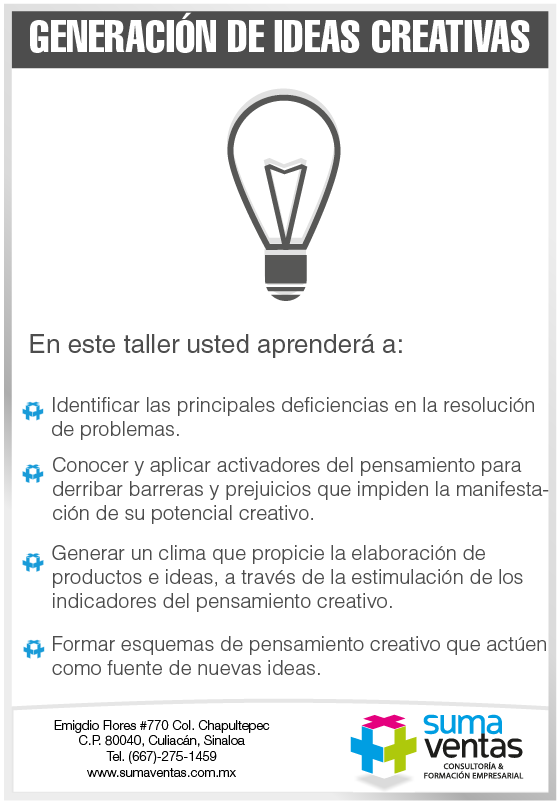 GENERACIÓN DE IDEAS CREATIVAS
En este taller usted aprenderá a:
Identificar las principales deficiencias en la resolución
de problemas.
Conocer y aplicar activadores del pensamiento para
derribar barreras y prejuicios que impiden la manifesta-
ción de su potencial creativo.
Generar un clima que propicie la elaboración de
productos e ideas, a través de la estimulación de los
indicadores del pensamiento creativo.
Formar esquemas de pensamiento creativo que actúen
como fuente de nuevas ideas.
Emigdio Flores #770 Col. Chapultepec
C.P. 80040, Culiacán, Sinaloa
Tel. (667)-275-1459
www.sumaventas.com.mx
suma
ventas
CONSULTORÍA &
FORMACIÓN EMPRESARIAL